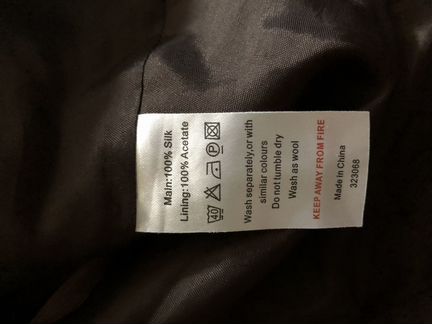 Main:100% Silk
Lining:100% Acetate
40 P
Wash separately,or with
similar colours
Do not tumble dry
Wash as wool
KEEP AWAY FROM FIRE
Made In China
323068